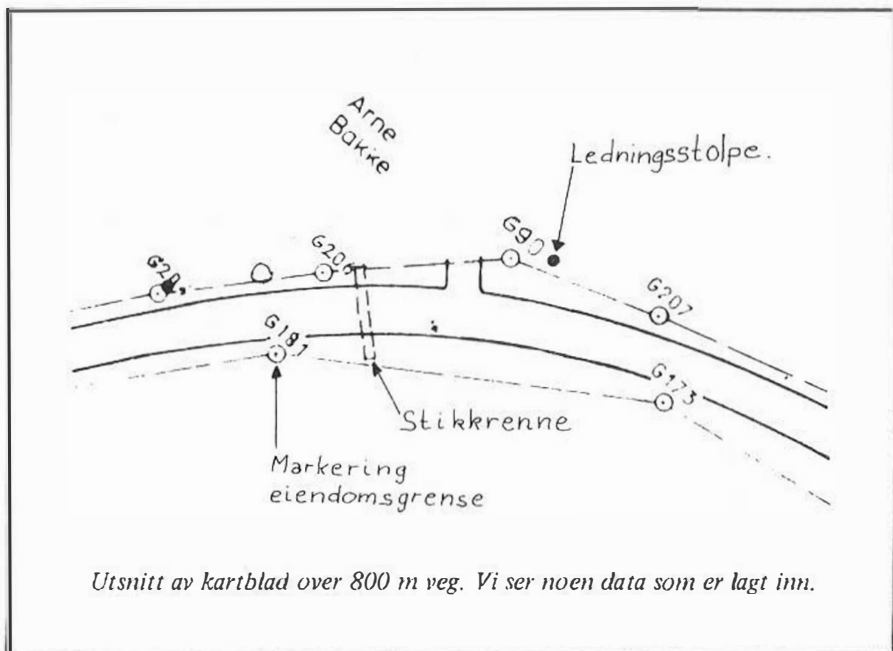 Arne
Bakke
Ledningsstolpe.
G90
G206
G207
G181
G173
Stikkrenne
Markering
eiendomsgrense
Utsnitt av kartblad over 800 m veg. Vi ser noen data som er lagt inn.